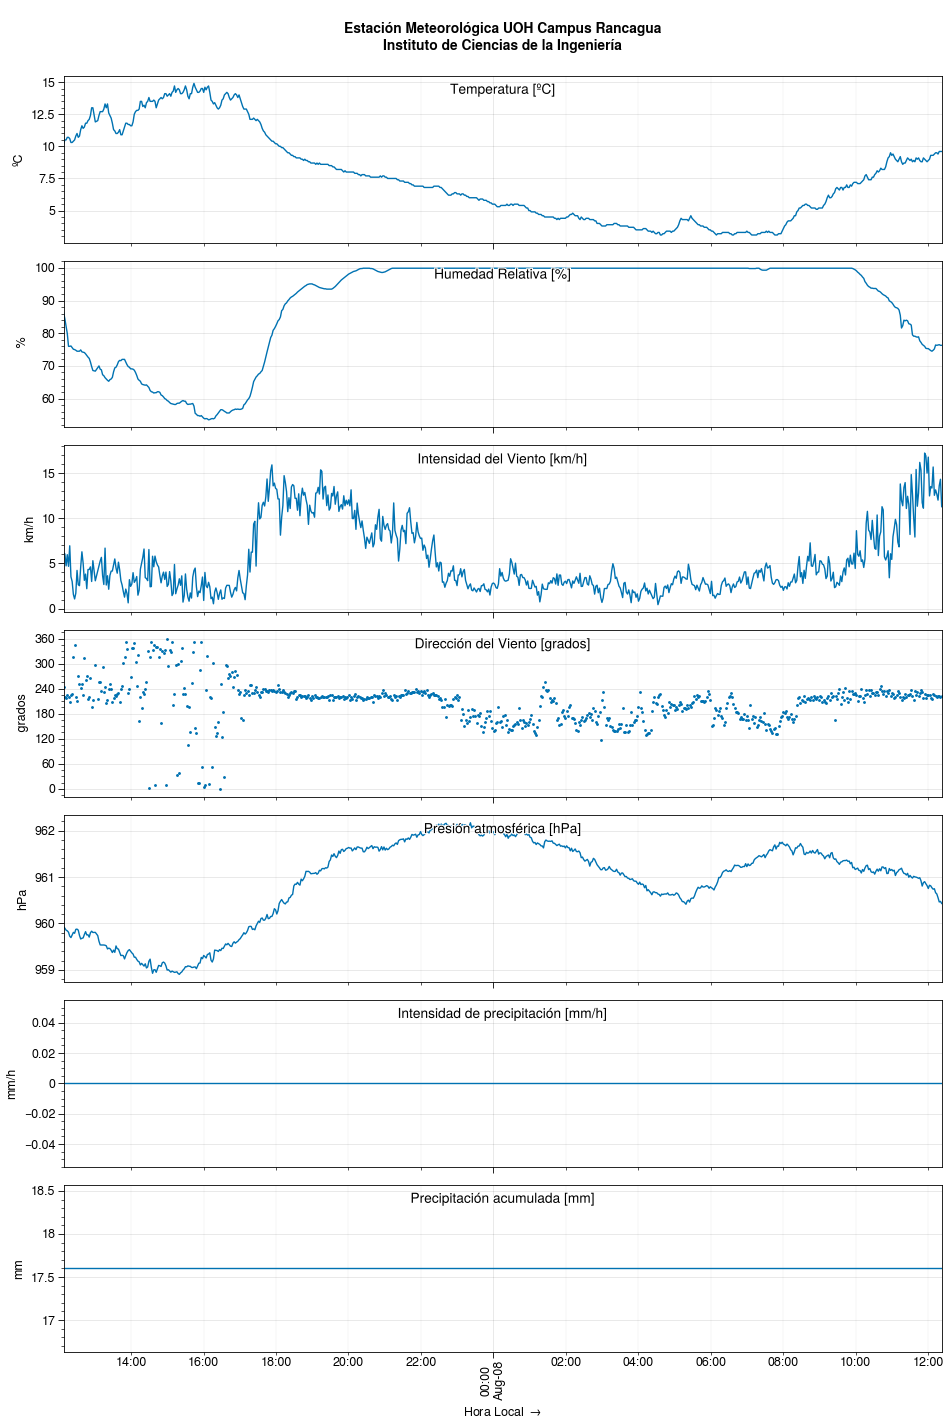 Estación Meteorológica UOH Campus Rancagua
Instituto de Ciencias de la Ingeniería
Temperatura [ºC]
15
12.5
10
7.5
5
ºC
Humedad Relativa [%]
100
90
80
70
60
%
Intensidad del Viento [km/h]
15
10
5
0
km/h
Dirección del Viento [grados]
360
300
240
180
120
60
0
grados
Presión atmosférica [hPa]
962
961
960
959
hPa
Intensidad de precipitación [mm/h]
0.04
0.02
0
−0.02
−0.04
mm/h
Precipitación acumulada [mm]
18.5
18
17.5
17
mm
14:00 16:00 18:00 20:00 22:00 00:00 02:00 04:00 06:00 08:00 10:00 12:00
Aug-08
Hora Local →